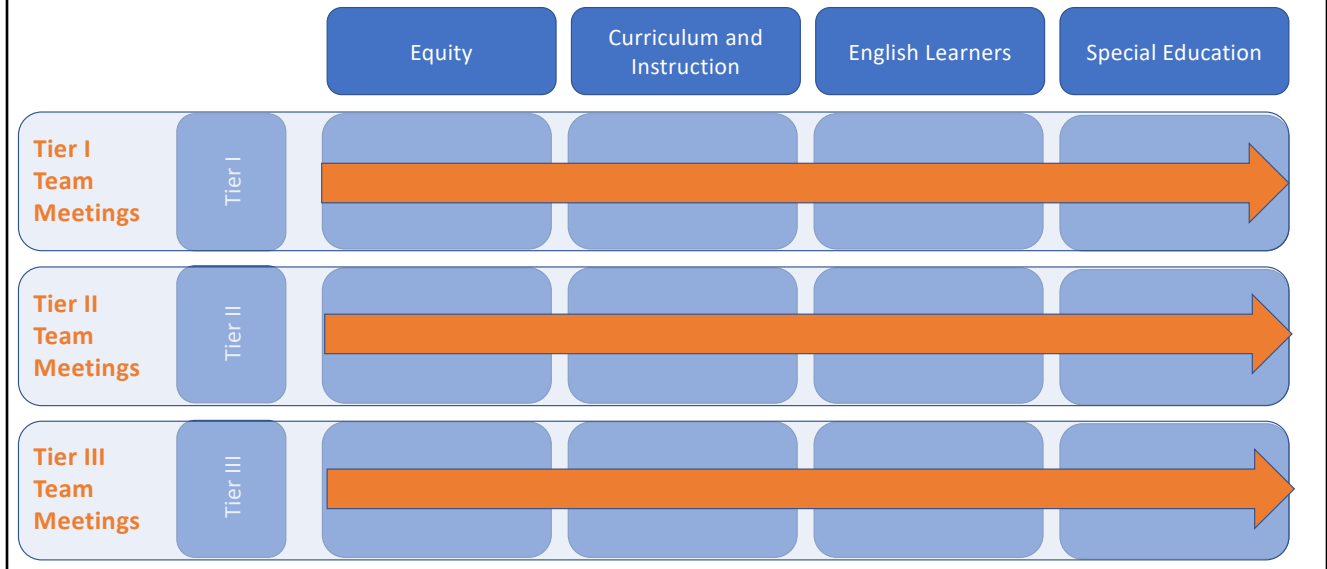 Equity
Curriculum and
Instruction
English Learners
Special Education
Tier I
Team
Meetings
Tier I
Tier II
Team
Meetings
Tier II
Tier III
Team
Meetings
Tier III